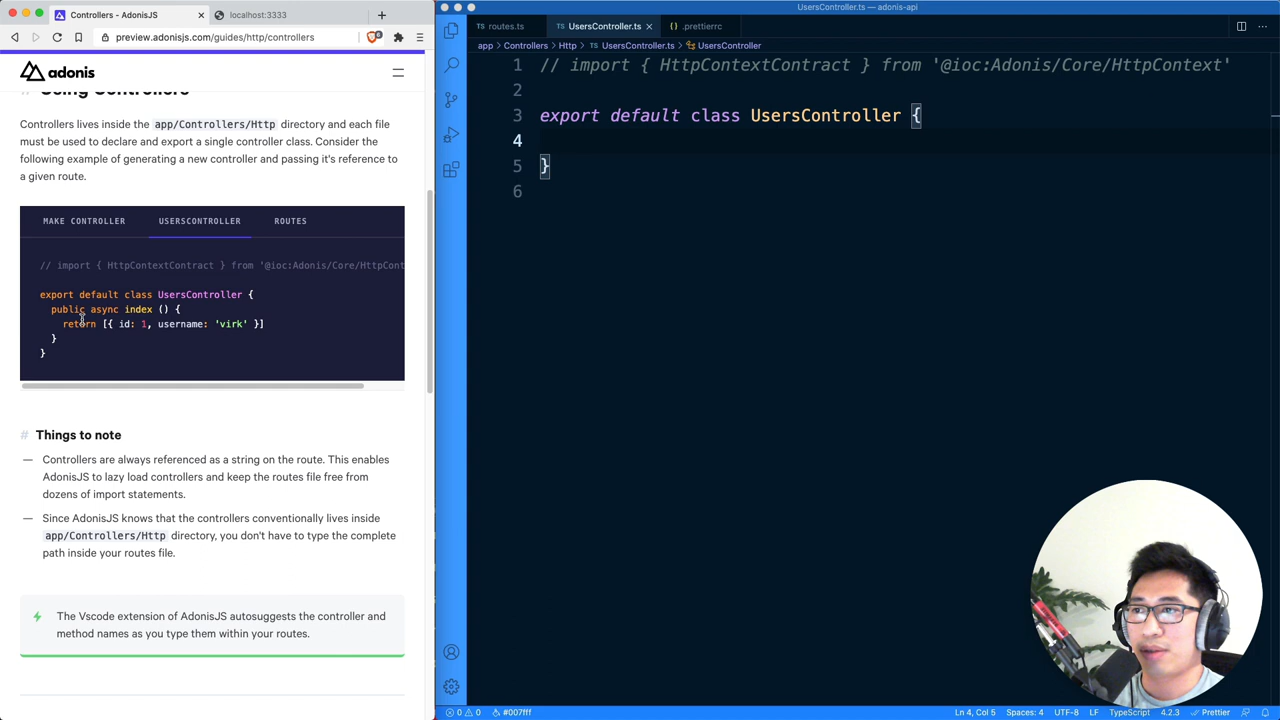 Controllers - AdonisJS
localhost:3333
preview.adonisjs.com/guides/http/controllers
adonis
# Using Controllers
Controllers lives inside the app/Controllers/Http directory and each file
must be used to declare and export a single controller class. Consider the
following example of generating a new controller and passing it's reference to
a given route.
MAKE CONTROLLER USERSCONTROLLER ROUTES
// import { HttpContextContract } from '@ioc:Adonis/Core/HttpCont
export default class UsersController {
public async index () {
return [{ id: 1, username: 'virk' }]
}
}
# Things to note
— Controllers are always referenced as a string on the route. This enables
AdonisJS to lazy load controllers and keep the routes file free from
dozens of import statements.
— Since AdonisJS knows that the controllers conventionally lives inside
app/Controllers/Http directory, you don't have to type the complete
path inside your routes file.
The Vscode extension of AdonisJS autosuggests the controller and
method names as you type them within your routes.
UsersController.ts — adonis-api
TS routes.ts
TS UsersController.ts
{} .prettierrc
app > Controllers > Http > TS UsersController.ts > UsersController
1 // import { HttpContextContract } from '@ioc:Adonis/Core/HttpContext'
2
3 export default class UsersController {
4
5 }
6
0 0 #007fff
Ln 4, Col 5 Spaces: 4 UTF-8 LF TypeScript 4.2.3 Prettier